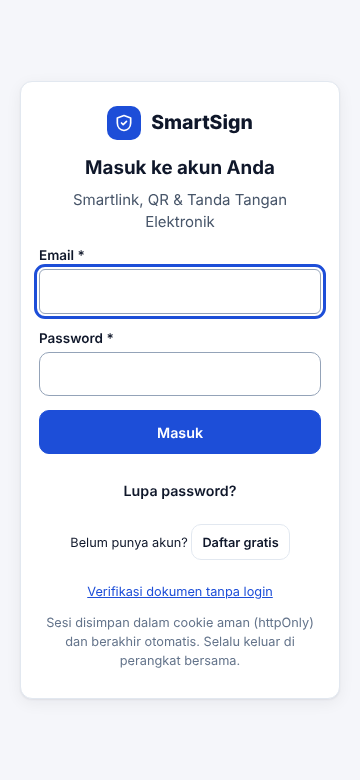 SmartSign
Masuk ke akun Anda
Smartlink, QR & Tanda Tangan
Elektronik
Email *
Password *
Masuk
Lupa password?
Belum punya akun? Daftar gratis
Verifikasi dokumen tanpa login
Sesi disimpan dalam cookie aman (httpOnly)
dan berakhir otomatis. Selalu keluar di
perangkat bersama.